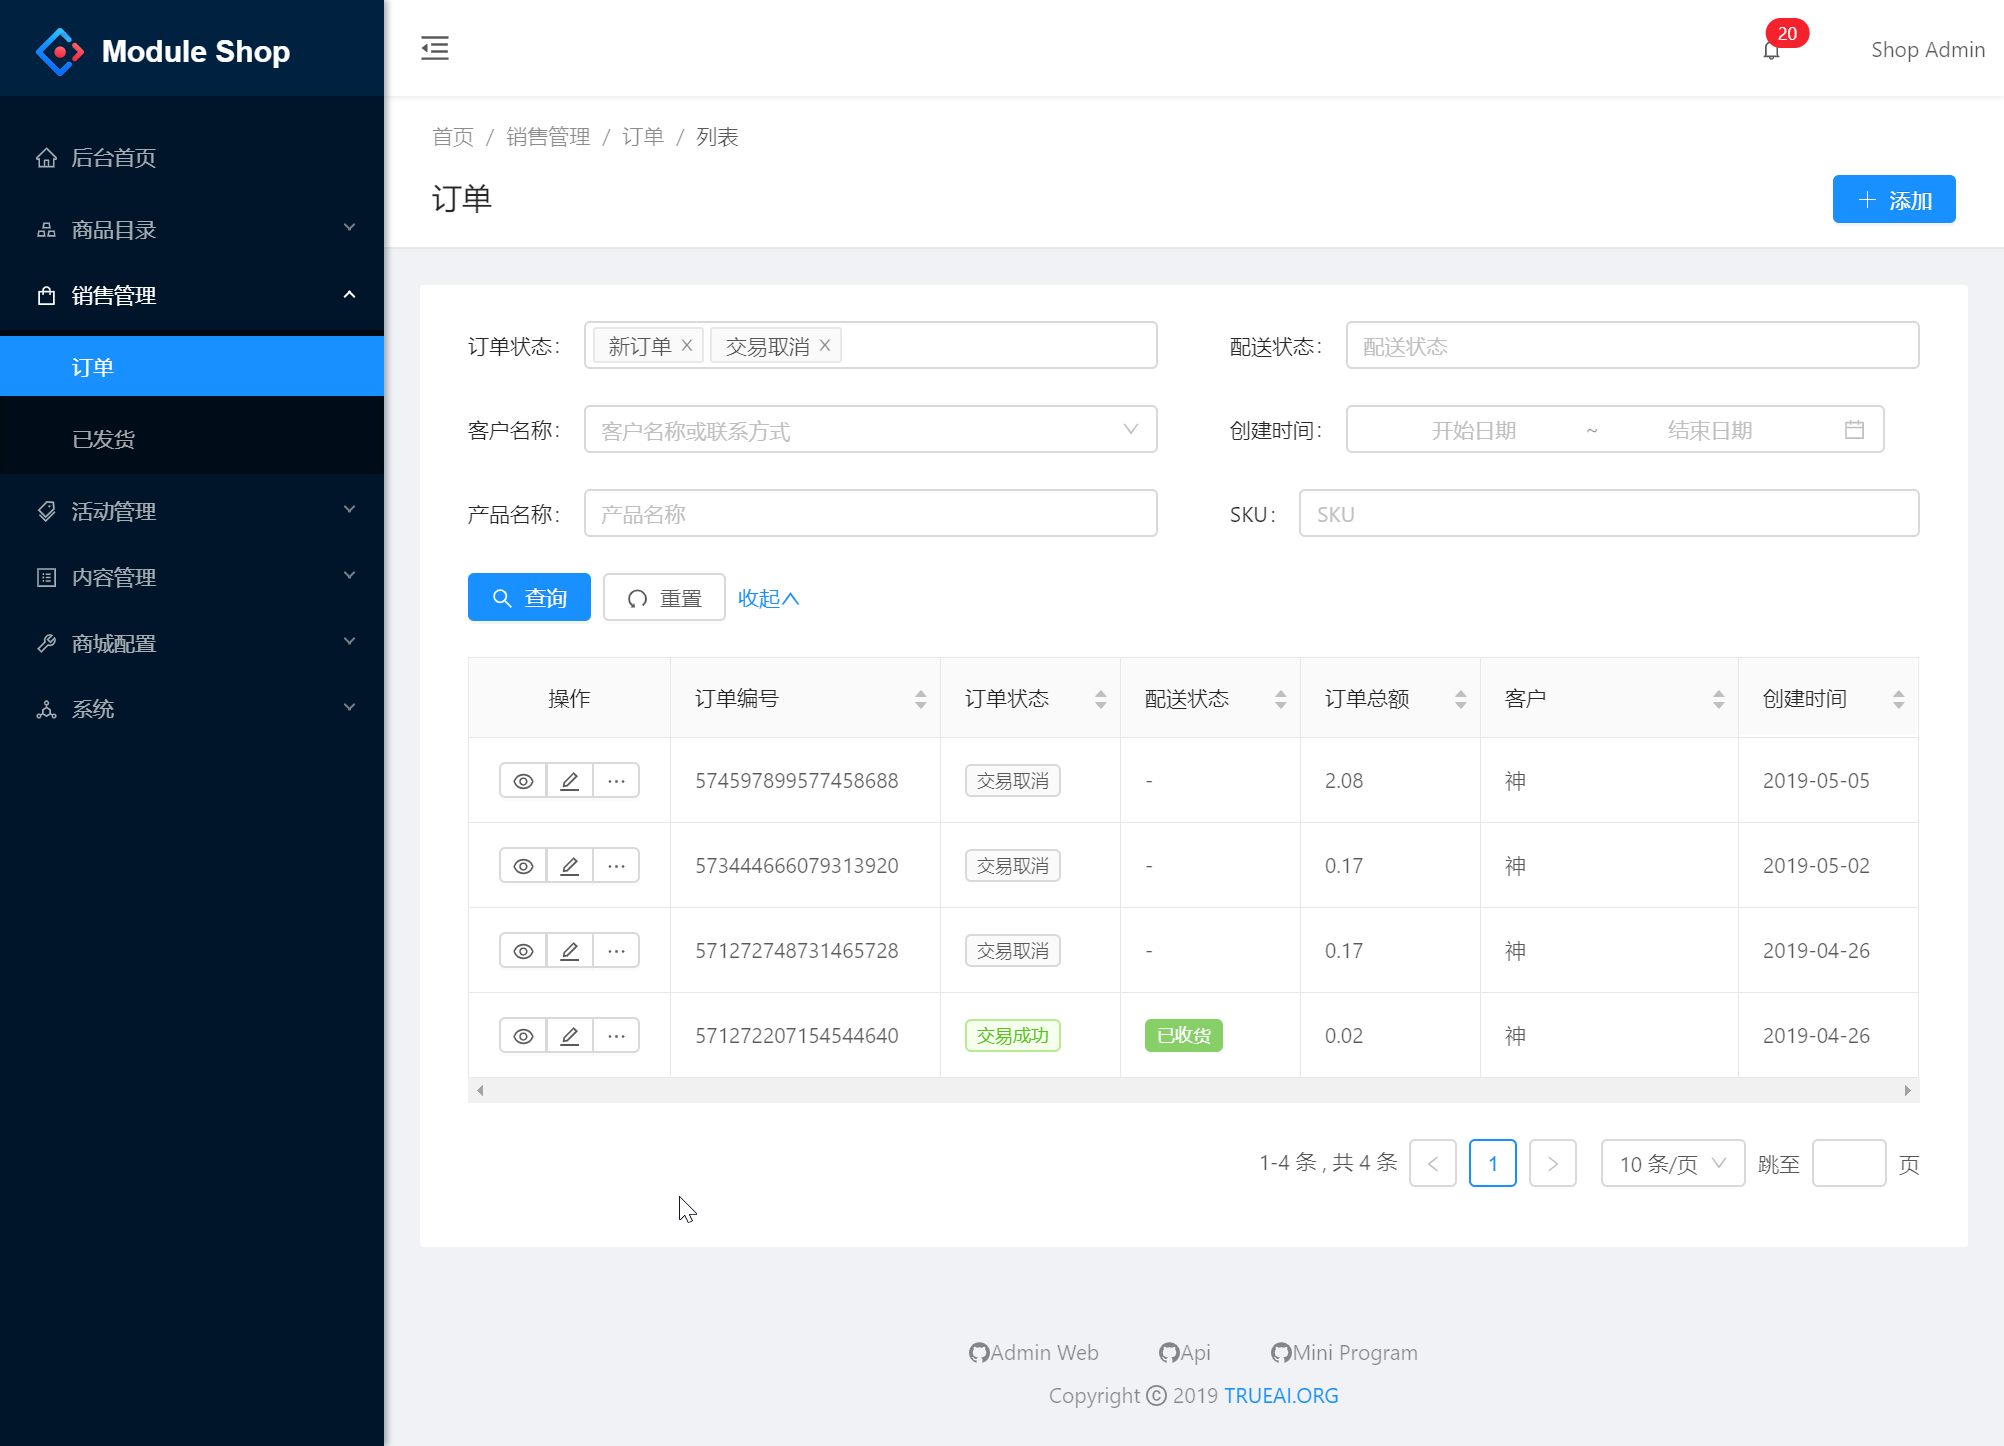 Module Shop
20
Shop Admin
后台首页
商品目录
销售管理
订单
已发货
活动管理
内容管理
商城配置
系统
首页 / 销售管理 / 订单 / 列表
订单
添加
订单状态: 新订单 交易取消
配送状态: 配送状态
客户名称: 客户名称或联系方式
创建时间: 开始日期 ~ 结束日期
产品名称: 产品名称
SKU: SKU
查询 重置 收起
操作 订单编号 订单状态 配送状态 订单总额 客户 创建时间
574597899577458688 交易取消 - 2.08 神 2019-05-05
573444666079313920 交易取消 - 0.17 神 2019-05-02
571272748731465728 交易取消 - 0.17 神 2019-04-26
571272207154544640 交易成功 已收货 0.02 神 2019-04-26
1-4 条 , 共 4 条 1 10 条/页 跳至 页
Admin Web Api Mini Program
Copyright © 2019 TRUEAI.ORG